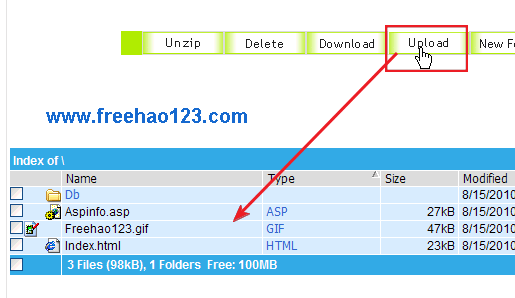 Unzip Delete Download Upload New Fo
www.freehao123.com
Index of \
Name Type Size Modified
Db 8/15/2010
Aspinfo.asp ASP 27kB 8/15/2010
Freehao123.gif GIF 47kB 8/15/2010
Index.html HTML 23kB 8/15/2010
3 Files (98kB), 1 Folders Free: 100MB